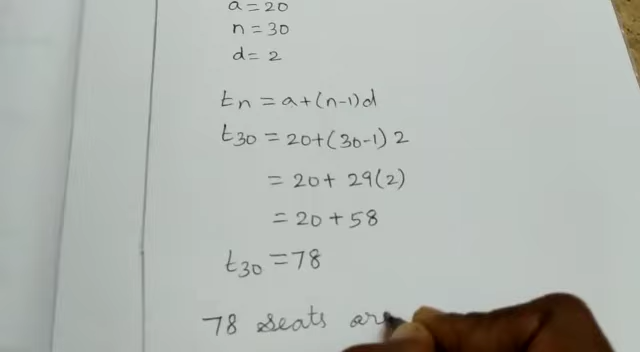 a = 20
n = 30
d = 2
tn = a+(n-1)d
t30 = 20+(30-1) 2
= 20+ 29(2)
= 20+58
t30 = 78
78 seats are